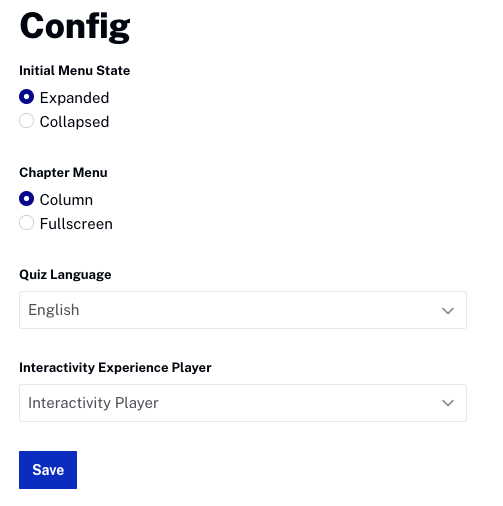 Config
Initial Menu State
Expanded
Collapsed
Chapter Menu
Column
Fullscreen
Quiz Language
English
Interactivity Experience Player
Interactivity Player
Save